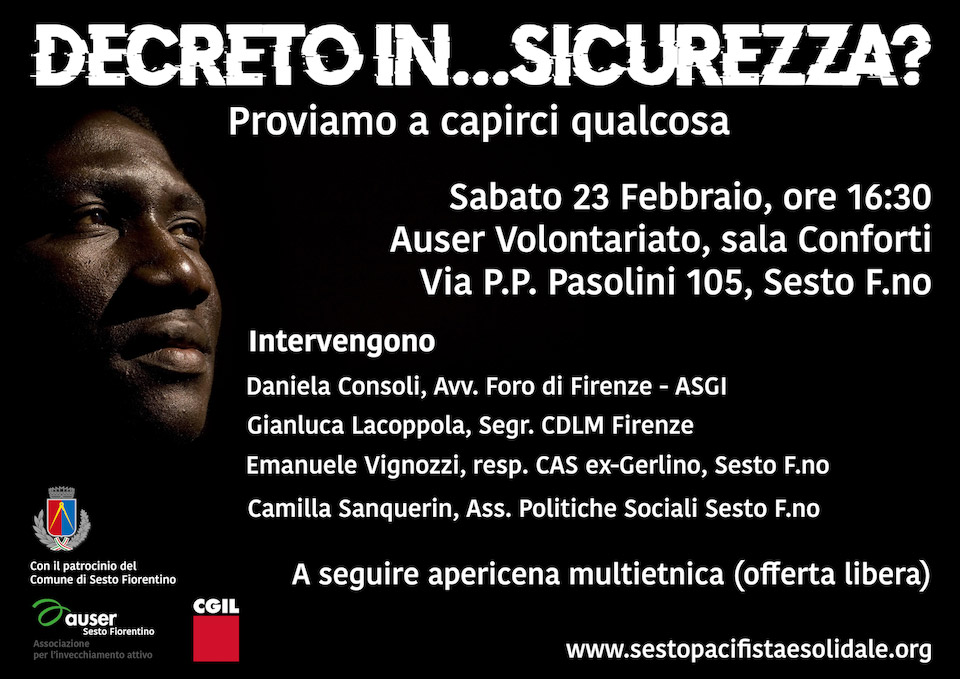 DECRETO IN...SICUREZZA?
Proviamo a capirci qualcosa
Sabato 23 Febbraio, ore 16:30
Auser Volontariato, sala Conforti
Via P.P. Pasolini 105, Sesto F.no
Intervengono
Daniela Consoli, Avv. Foro di Firenze - ASGI
Gianluca Lacoppola, Segr. CDLM Firenze
Emanuele Vignozzi, resp. CAS ex-Gerlino, Sesto F.no
Camilla Sanquerin, Ass. Politiche Sociali Sesto F.no
Con il patrocinio del
Comune di Sesto Fiorentino
A seguire apericena multietnica (offerta libera)
auser
Sesto Fiorentino
Associazione
per l'invecchiamento attivo
CGIL
www.sestopacifistaesolidale.org